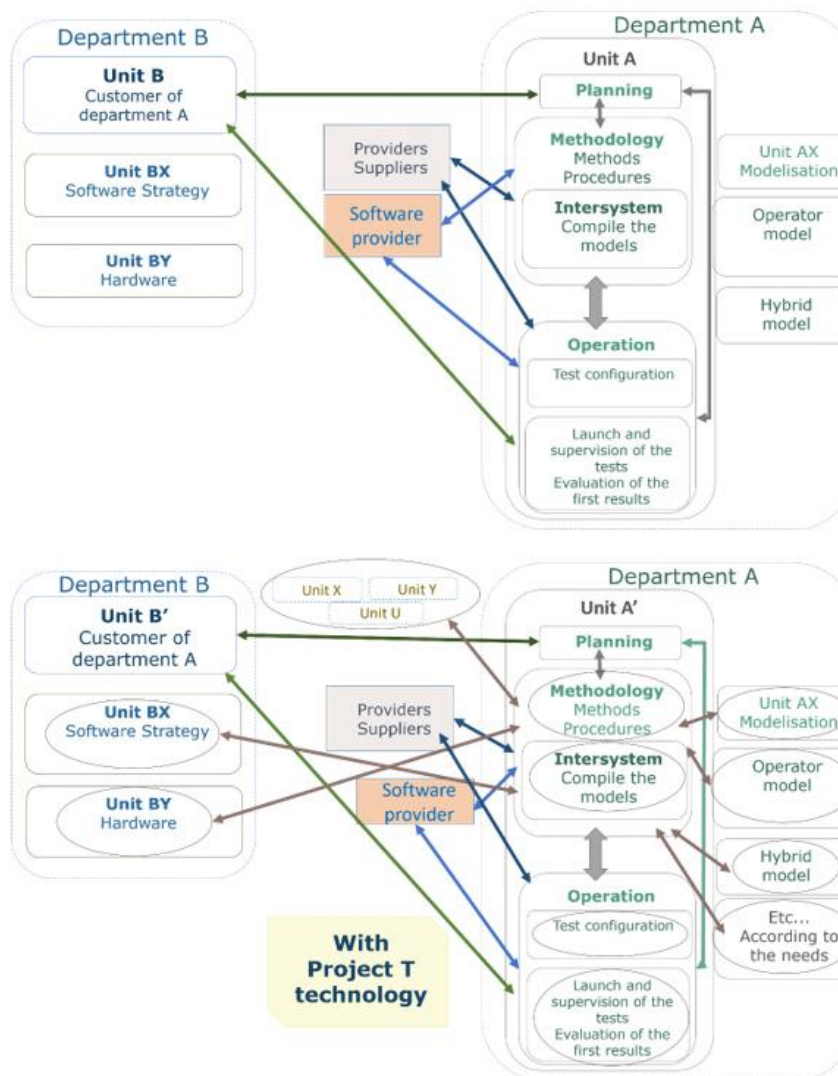 Department B
Unit B
Customer of
department A
Unit BX
Software Strategy
Unit BY
Hardware
Providers
Suppliers
Software
provider
Department A
Unit A
Planning
Methodology
Methods
Procedures
Intersystem
Compile the
models
Operation
Test configuration
Launch and
supervision of the
tests
Evaluation of the
first results
Unit AX
Modelisation
Operator
model
Hybrid
model
Department B
Unit B’
Customer of
department A
Unit BX
Software Strategy
Unit BY
Hardware
Unit X
Unit Y
Unit U
Providers
Suppliers
Software
provider
With
Project T
technology
Department A
Unit A’
Planning
Methodology
Methods
Procedures
Intersystem
Compile the
models
Operation
Test configuration
Launch and
supervision of the
tests
Evaluation of the
first results
Unit AX
Modelisation
Operator
model
Hybrid
model
Etc...
According to
the needs